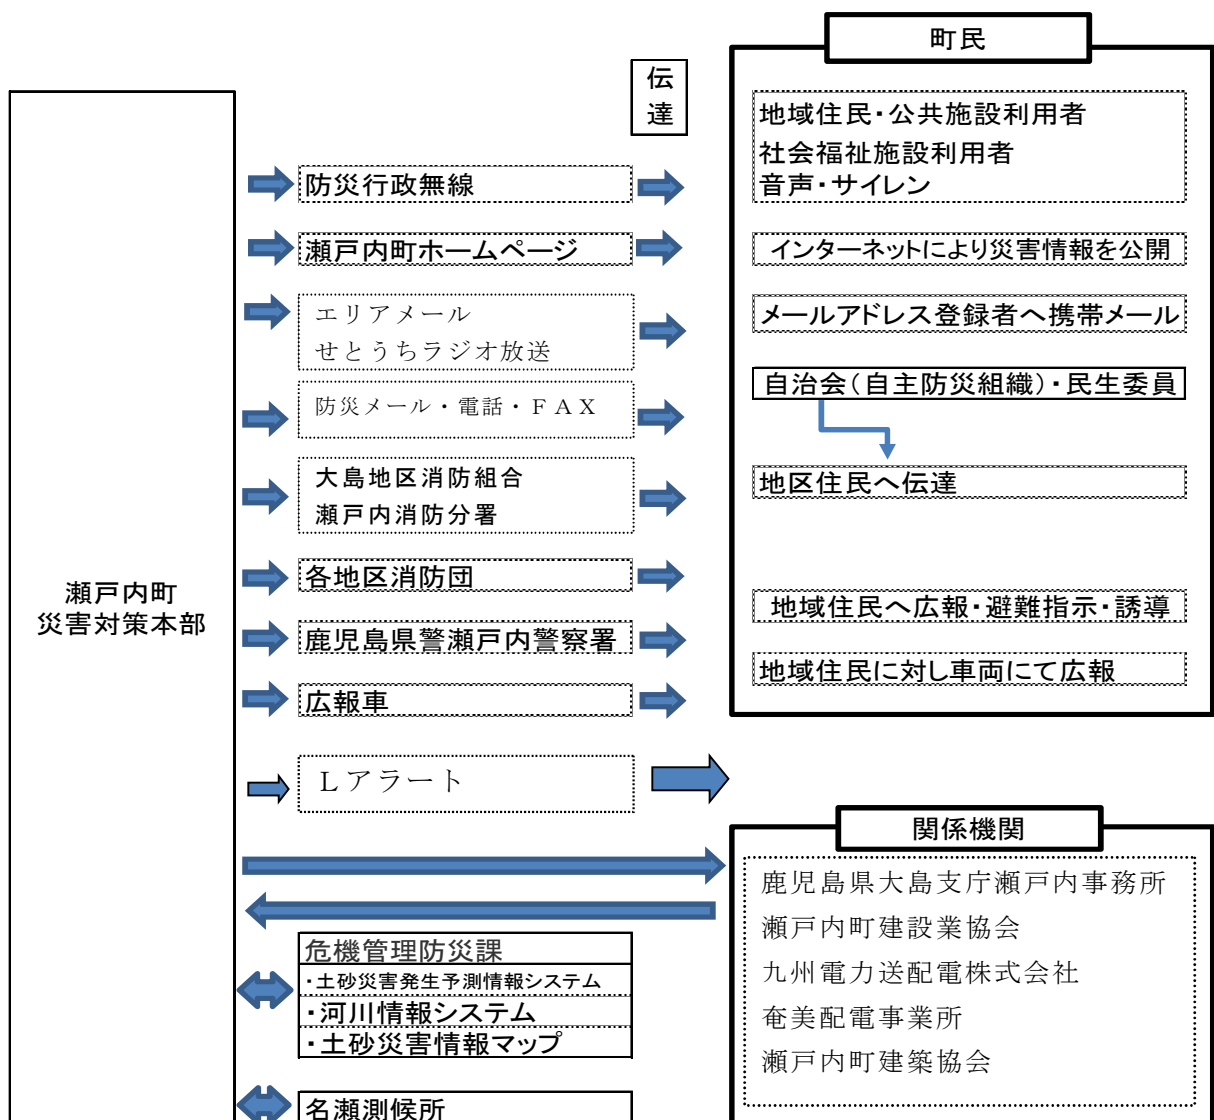 瀬戸内町
災害対策本部
伝
達
防災行政無線
瀬戸内町ホームページ
エリアメール
せとうちラジオ放送
防災メール・電話・ＦＡＸ
大島地区消防組合
瀬戸内消防分署
各地区消防団
鹿児島県警瀬戸内警察署
広報車
Ｌアラート
危機管理防災課
・土砂災害発生予測情報システム
・河川情報システム
・土砂災害情報マップ
名瀬測候所
町民
地域住民・公共施設利用者
社会福祉施設利用者
音声・サイレン
インターネットにより災害情報を公開
メールアドレス登録者へ携帯メール
自治会（自主防災組織）・民生委員
地区住民へ伝達
地域住民へ広報・避難指示・誘導
地域住民に対し車両にて広報
関係機関
鹿児島県大島支庁瀬戸内事務所
瀬戸内町建設業協会
九州電力送配電株式会社
奄美配電事業所
瀬戸内町建築協会